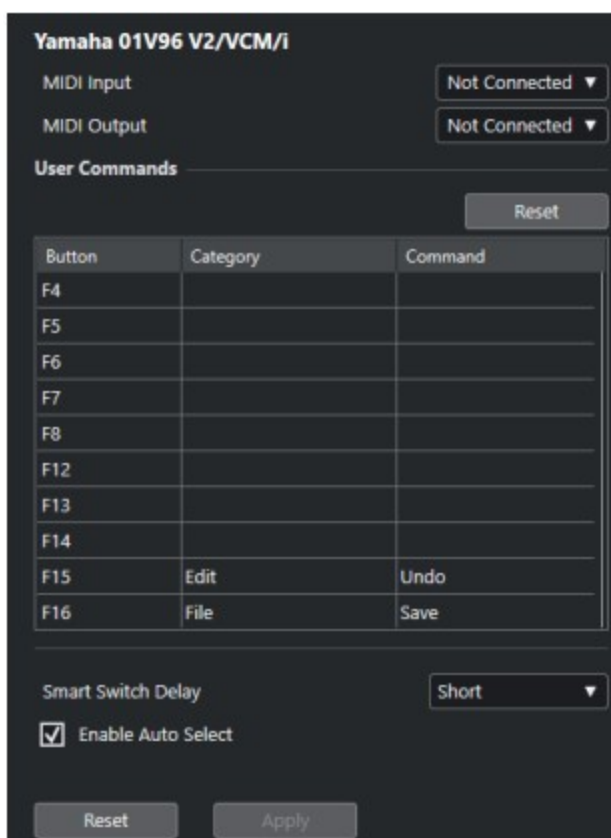 Yamaha 01V96 V2/VCM/i
MIDI Input Not Connected
MIDI Output Not Connected
User Commands
Reset
Button Category Command
F4
F5
F6
F7
F8
F12
F13
F14
F15 Edit Undo
F16 File Save
Smart Switch Delay Short
Enable Auto Select
Reset Apply